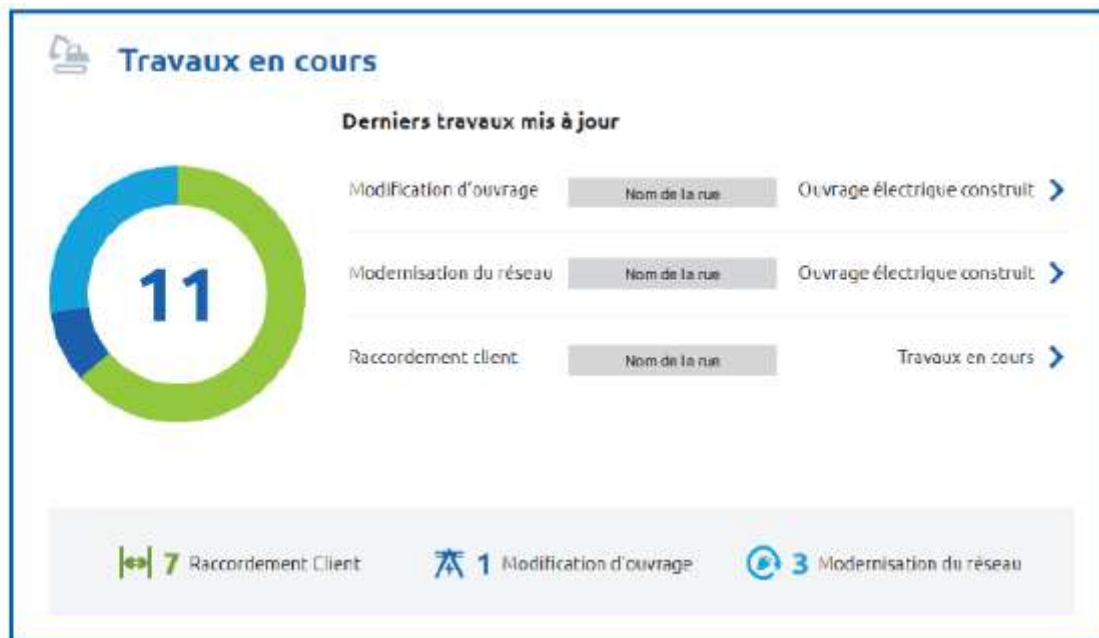 Travaux en cours
Derniers travaux mis à jour
Modification d'ouvrage Nom de la rue Ouvrage électrique construit
Modernisation du réseau Nom de la rue Ouvrage électrique construit
11
Raccordement client Nom de la rue Travaux en cours
7 Raccordement Client 1 Modification d'ouvrage 3 Modernisation du réseau